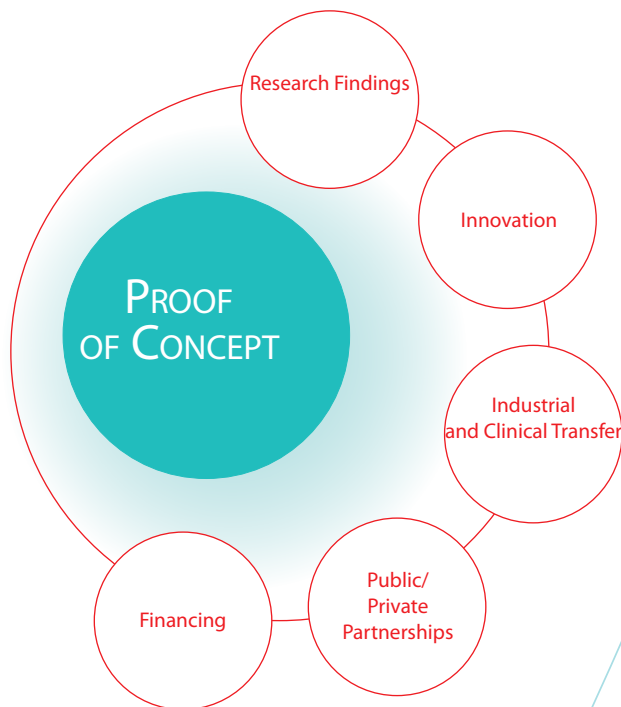 Research Findings
Innovation
PROOF
OF CONCEPT
Industrial
and Clinical Transfer
Public/
Private
Partnerships
Financing